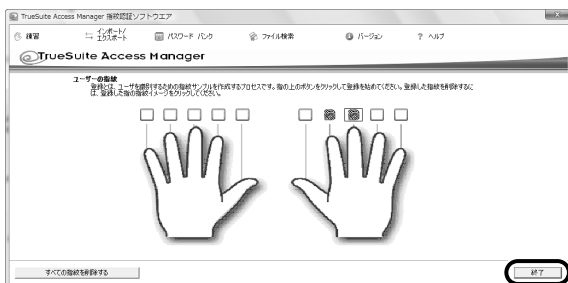 TrueSuite Access Manager 指紋認証ソフトウエア
練習 インポート/エクスポート パスワード バンク ファイル検索 バージョン ? ヘルプ
TrueSuite Access Manager
ユーザーの指紋
登録とは、ユーザを識別するための指紋サンプルを作成するプロセスです。指の上のボタンをクリックして登録を始めてください。登録した指紋を削除するに
は、登録した指の指紋イメージをクリックしてください。
すべての指紋を削除する 終了